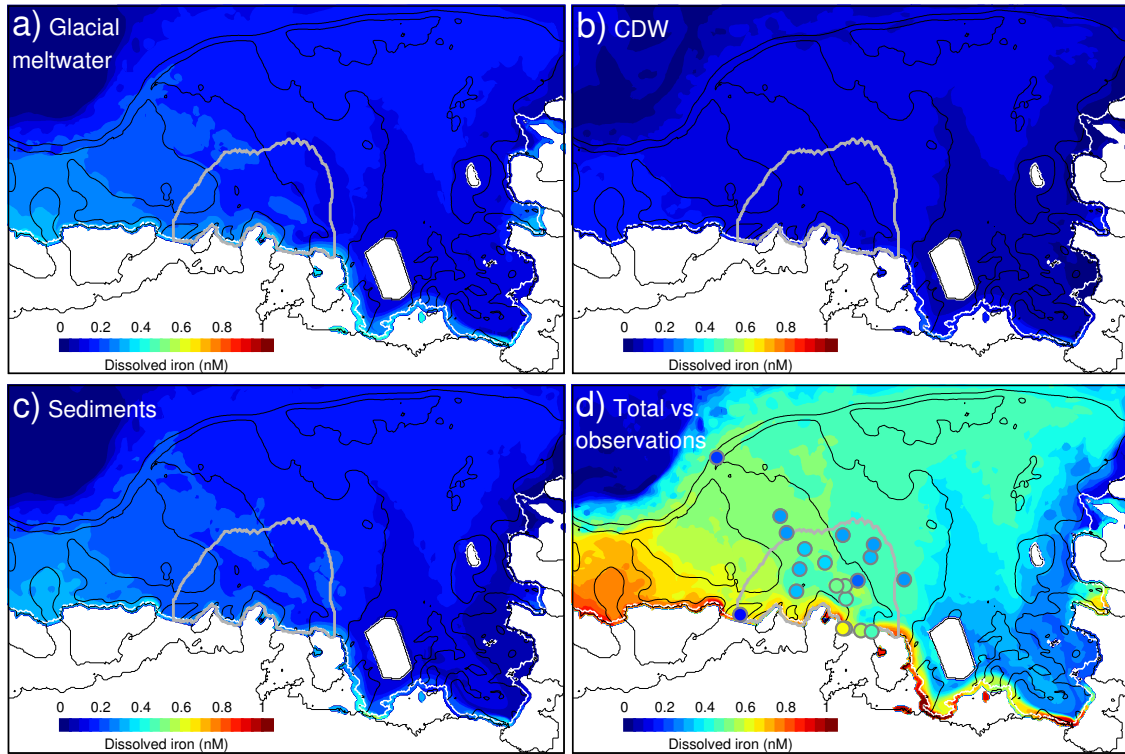 a) Glacial
meltwater
0 0.2 0.4 0.6 0.8 1
Dissolved iron (nM)
b) CDW
0 0.2 0.4 0.6 0.8 1
Dissolved iron (nM)
c) Sediments
0 0.2 0.4 0.6 0.8 1
Dissolved iron (nM)
d) Total vs.
observations
0 0.2 0.4 0.6 0.8 1
Dissolved iron (nM)